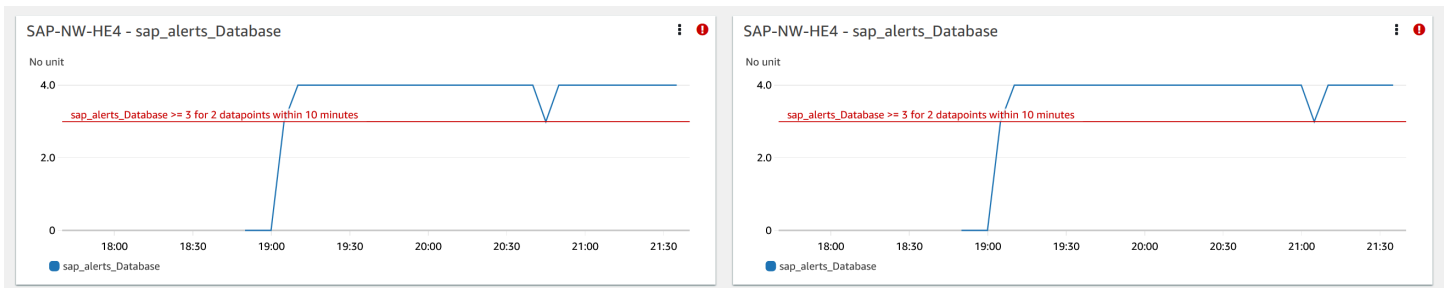 SAP-NW-HE4 - sap_alerts_Database
No unit
4.0
sap_alerts_Database >= 3 for 2 datapoints within 10 minutes
2.0
0
18:00 18:30 19:00 19:30 20:00 20:30 21:00 21:30
sap_alerts_Database
SAP-NW-HE4 - sap_alerts_Database
No unit
4.0
sap_alerts_Database >= 3 for 2 datapoints within 10 minutes
2.0
0
18:00 18:30 19:00 19:30 20:00 20:30 21:00 21:30
sap_alerts_Database